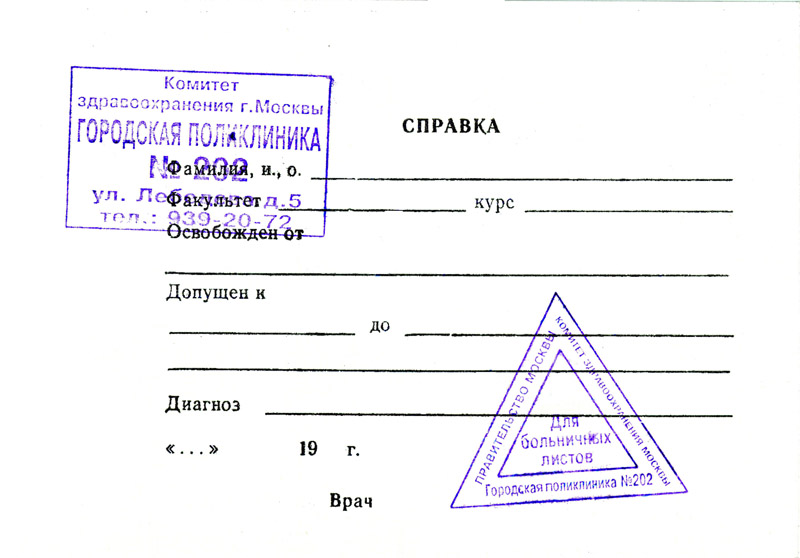 Комитет
здравоохранения г.Москвы
ГОРОДСКАЯ ПОЛИКЛИНИКА
№ 202
ул. Лебедева д.5
тел.: 939-20-72
СПРАВКА
Фамилия, и., о.
Факультет курс
Освобожден от
Допущен к
до
Диагноз
«...» 19 г.
Врач
ПРАВИТЕЛЬСТВО МОСКВЫ
КОМИТЕТ ЗДРАВООХРАНЕНИЯ МОСКВЫ
Городская поликлиника №202
Для
больничных
листов